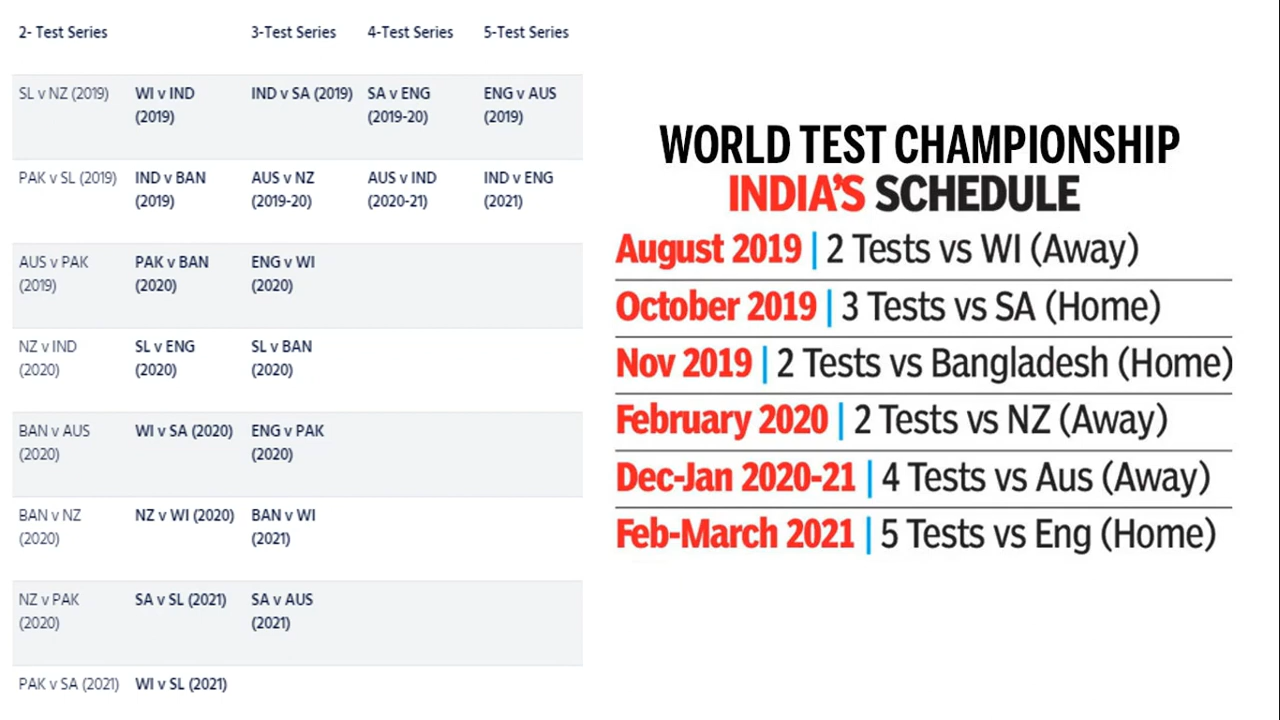 2- Test Series 3-Test Series 4-Test Series 5-Test Series
SL v NZ (2019) WI v IND (2019) IND v SA (2019) SA v ENG (2019-20) ENG v AUS (2019)
PAK v SL (2019) IND v BAN (2019) AUS v NZ (2019-20) AUS v IND (2020-21) IND v ENG (2021)
AUS v PAK (2019) PAK v BAN (2020) ENG v WI (2020)
NZ v IND (2020) SL v ENG (2020) SL v BAN (2020)
BAN v AUS (2020) WI v SA (2020) ENG v PAK (2020)
BAN v NZ (2020) NZ v WI (2020) BAN v WI (2021)
NZ v PAK (2020) SA v SL (2021) SA v AUS (2021)
PAK v SA (2021) WI v SL (2021)
WORLD TEST CHAMPIONSHIP
INDIA'S SCHEDULE
August 2019 | 2 Tests vs WI (Away)
October 2019 | 3 Tests vs SA (Home)
Nov 2019 | 2 Tests vs Bangladesh (Home)
February 2020 | 2 Tests vs NZ (Away)
Dec-Jan 2020-21 | 4 Tests vs Aus (Away)
Feb-March 2021 | 5 Tests vs Eng (Home)